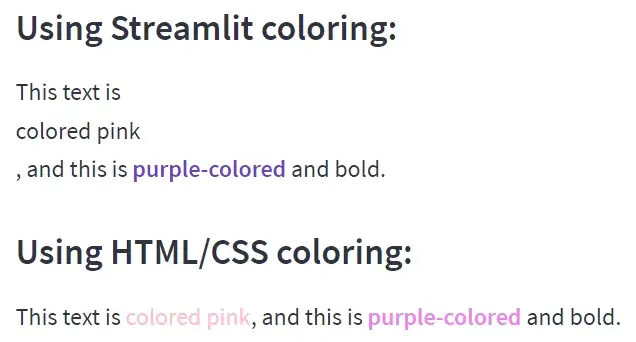 Using Streamlit coloring:
This text is
colored pink
, and this is purple-colored and bold.
Using HTML/CSS coloring:
This text is colored pink, and this is purple-colored and bold.